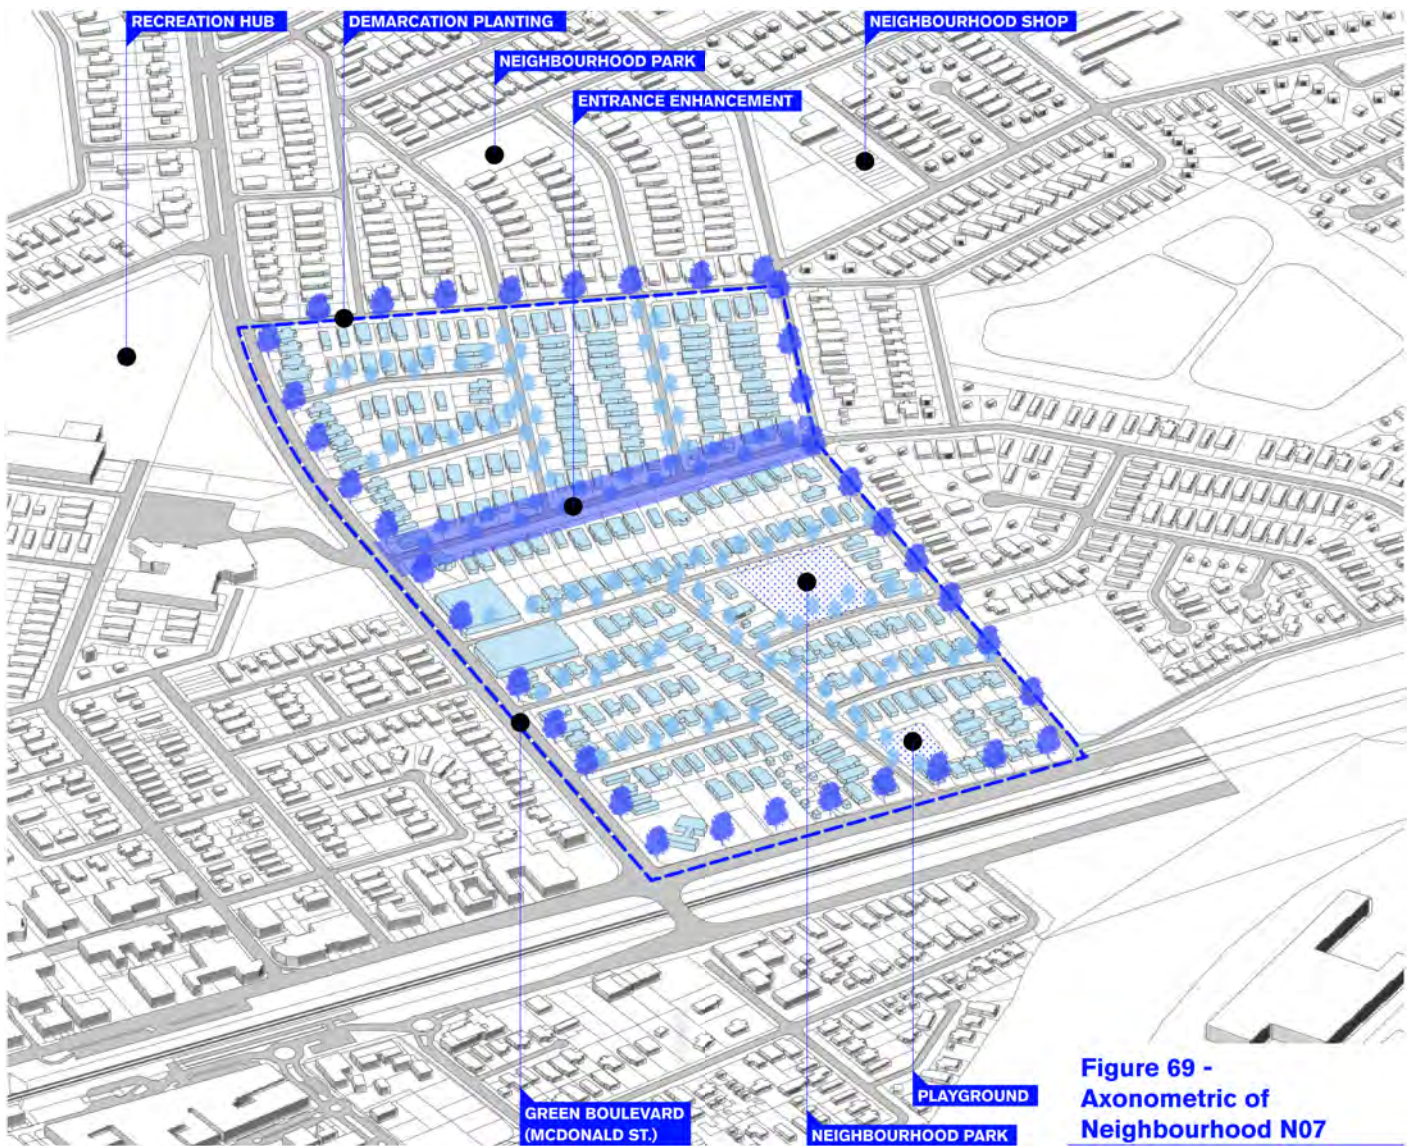 RECREATION HUB
DEMARCATION PLANTING
NEIGHBOURHOOD SHOP
NEIGHBOURHOOD PARK
ENTRANCE ENHANCEMENT
PLAYGROUND
GREEN BOULEVARD
(MCDONALD ST.)
NEIGHBOURHOOD PARK
Figure 69 -
Axonometric of
Neighbourhood N07